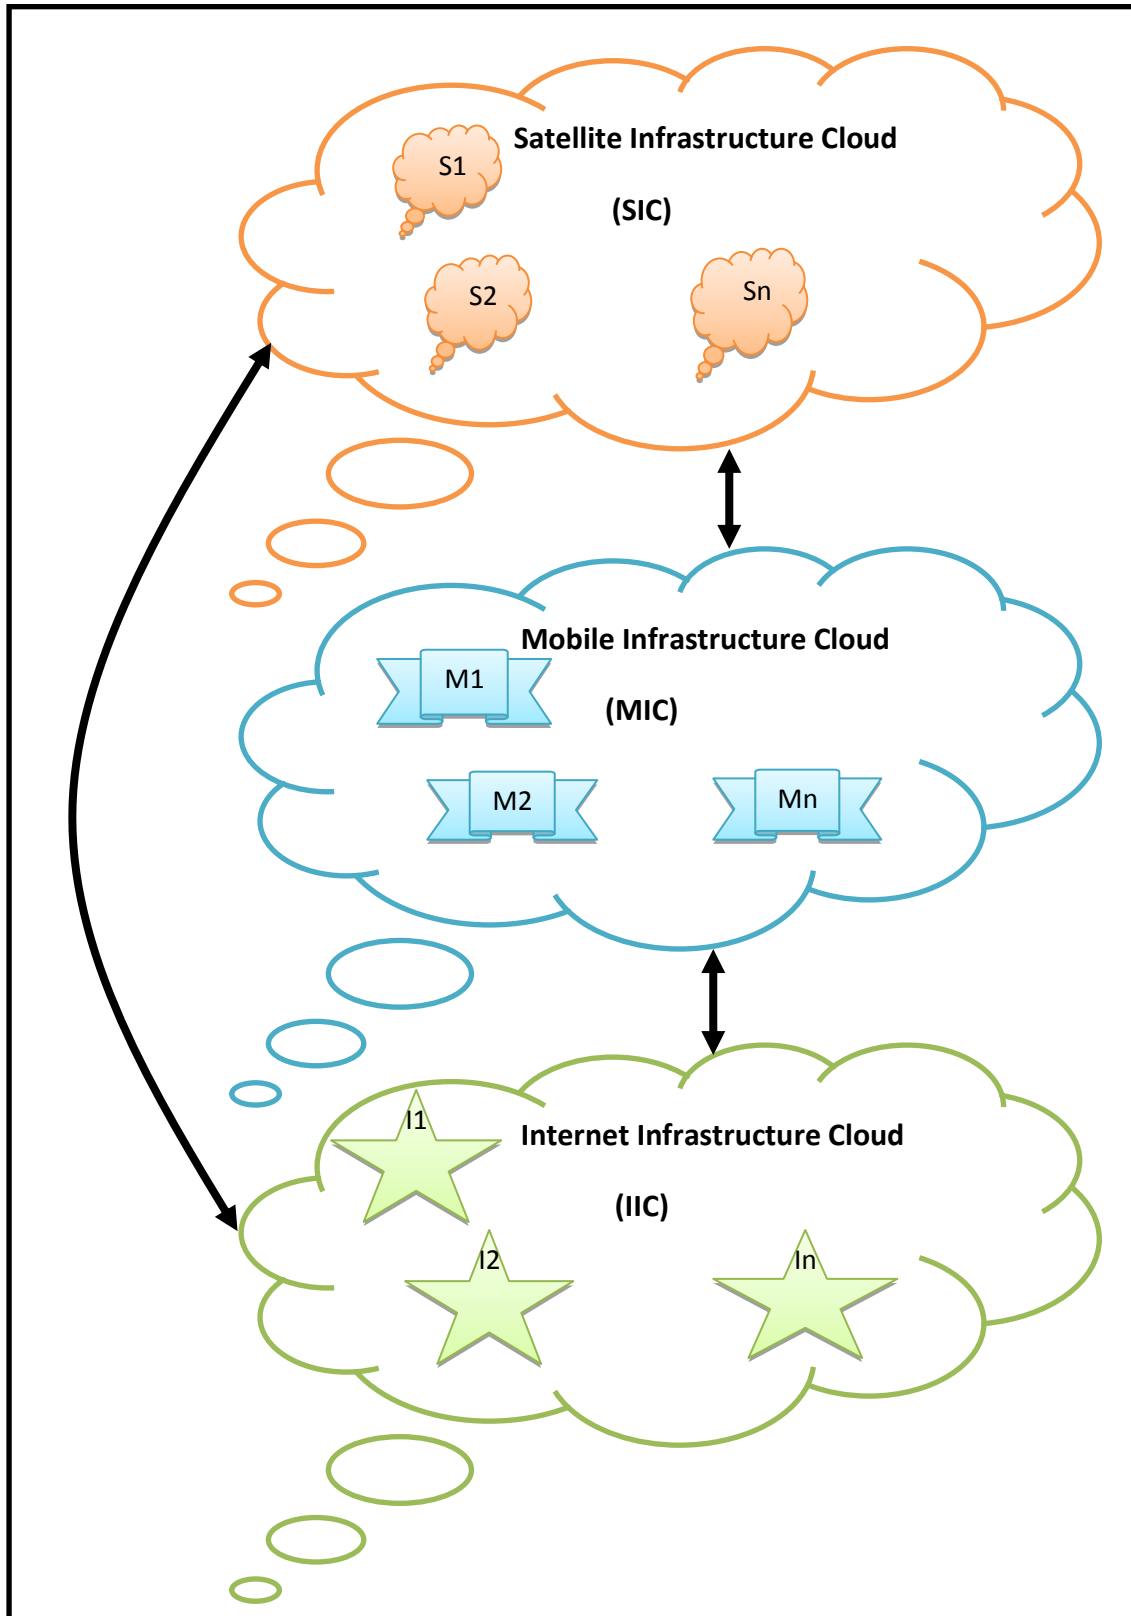 Satellite Infrastructure Cloud
(SIC)
S1
S2
Sn
Mobile Infrastructure Cloud
(MIC)
M1
M2
Mn
Internet Infrastructure Cloud
(IIC)
I1
I2
In